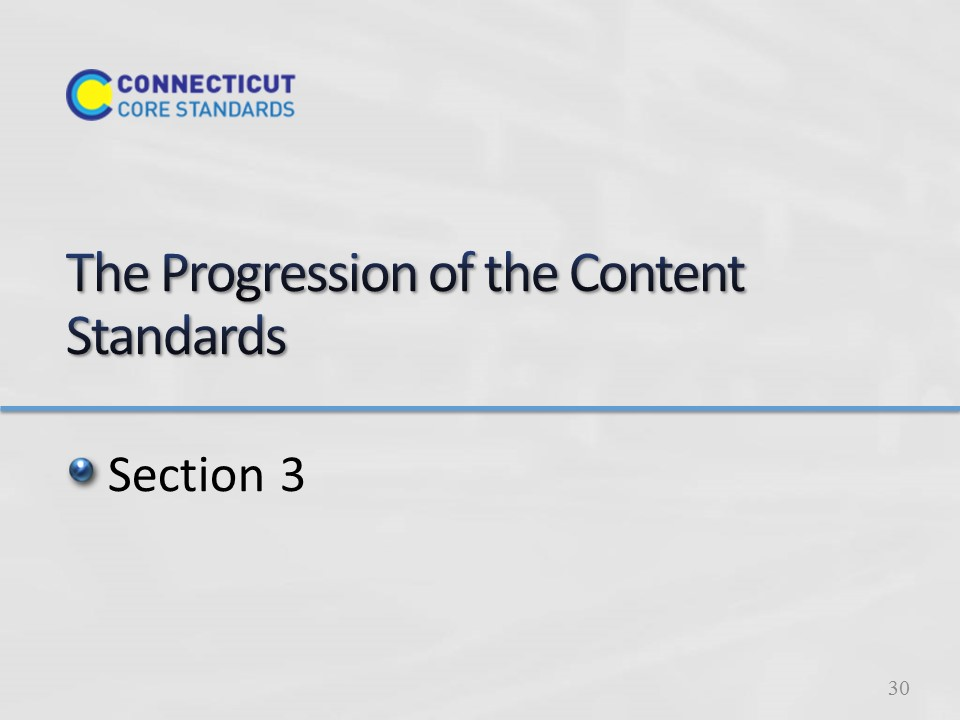 CONNECTICUT
CORE STANDARDS
The Progression of the Content
Standards
Section 3
30